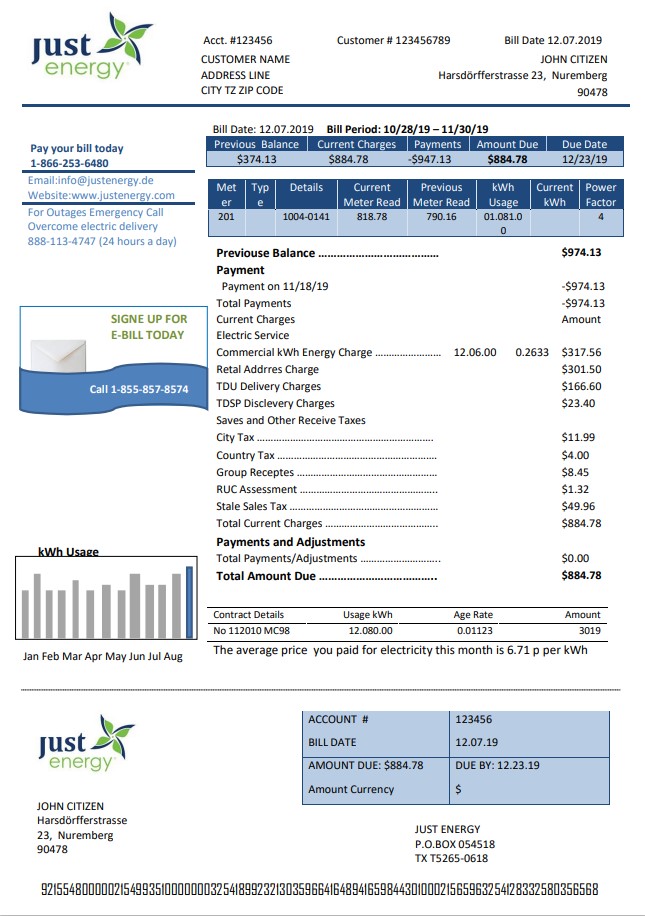 just
energy
Acct. #123456 Customer # 123456789 Bill Date 12.07.2019
CUSTOMER NAME JOHN CITIZEN
ADDRESS LINE Harsdörfferstrasse 23, Nuremberg
CITY TZ ZIP CODE 90478
Bill Date: 12.07.2019 Bill Period: 10/28/19 – 11/30/19
Previous Balance Current Charges Payments Amount Due Due Date
$374.13 $884.78 -$947.13 $884.78 12/23/19
Pay your bill today
1-866-253-6480
Email:info@justenergy.de
Website:www.justenergy.com
For Outages Emergency Call
Overcome electric delivery
888-113-4747 (24 hours a day)
Met Typ Details Current Previous kWh Current Power
er e Meter Read Meter Read Usage kWh Factor
201 1004-0141 818.78 790.16 01.081.0 4
0
Previouse Balance ……………………………… $974.13
Payment
Payment on 11/18/19 -$974.13
Total Payments -$974.13
Current Charges Amount
Electric Service
Commercial kWh Energy Charge ………………… 12.06.00 0.2633 $317.56
Retal Addrres Charge $301.50
TDU Delivery Charges $166.60
TDSP Disclevery Charges $23.40
Saves and Other Receive Taxes
City Tax ………………………………………… $11.99
Country Tax ……………………………………… $4.00
Group Receptes …………………………………… $8.45
RUC Assessment …………………………………… $1.32
Stale Sales Tax …………………………………… $49.96
Total Current Charges …………………………… $884.78
Payments and Adjustments
Total Payments/Adjustments …………………… $0.00
Total Amount Due …………………………….. $884.78
SIGNE UP FOR
E-BILL TODAY
Call 1-855-857-8574
kWh Usage
Jan Feb Mar Apr May Jun Jul Aug
Contract Details Usage kWh Age Rate Amount
No 112010 MC98 12.080.00 0.01123 3019
The average price you paid for electricity this month is 6.71 p per kWh
just
energy
ACCOUNT # 123456
BILL DATE 12.07.19
AMOUNT DUE: $884.78 DUE BY: 12.23.19
Amount Currency $
JOHN CITIZEN
Harsdörfferstrasse
23, Nuremberg
90478
JUST ENERGY
P.O.BOX 054518
TX T5265-0618